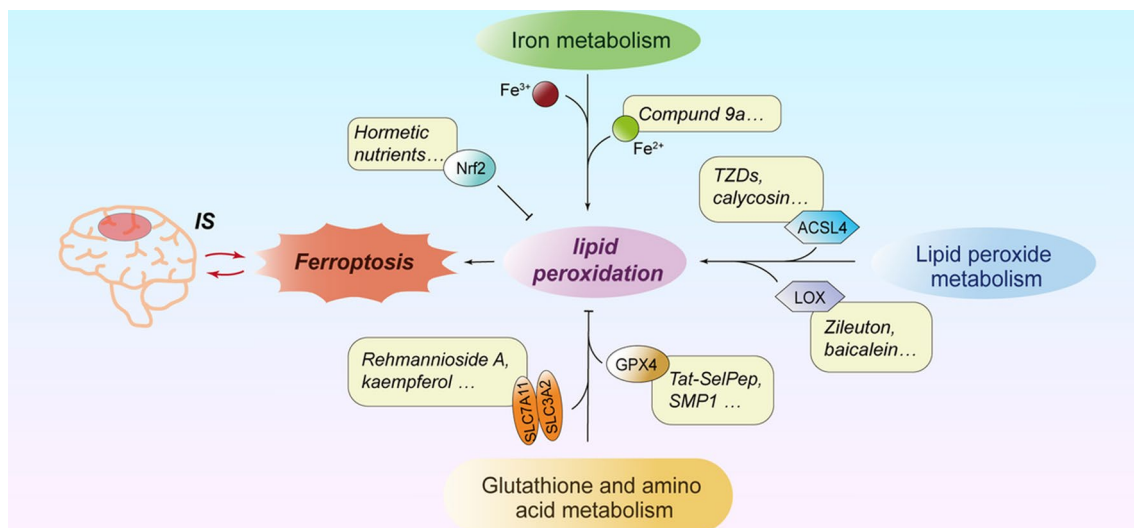 Iron metabolism
Fe³⁺
Compund 9a…
Fe²⁺
Hormetic
nutrients…
Nrf2
TZDs,
calycosin…
ACSL4
IS
Ferroptosis
lipid
peroxidation
Lipid peroxide
metabolism
LOX
Zileuton,
baicalein…
Rehmannioside A,
kaempferol …
SLC7A11
SLC3A2
GPX4
Tat-SelPep,
SMP1 …
Glutathione and amino
acid metabolism